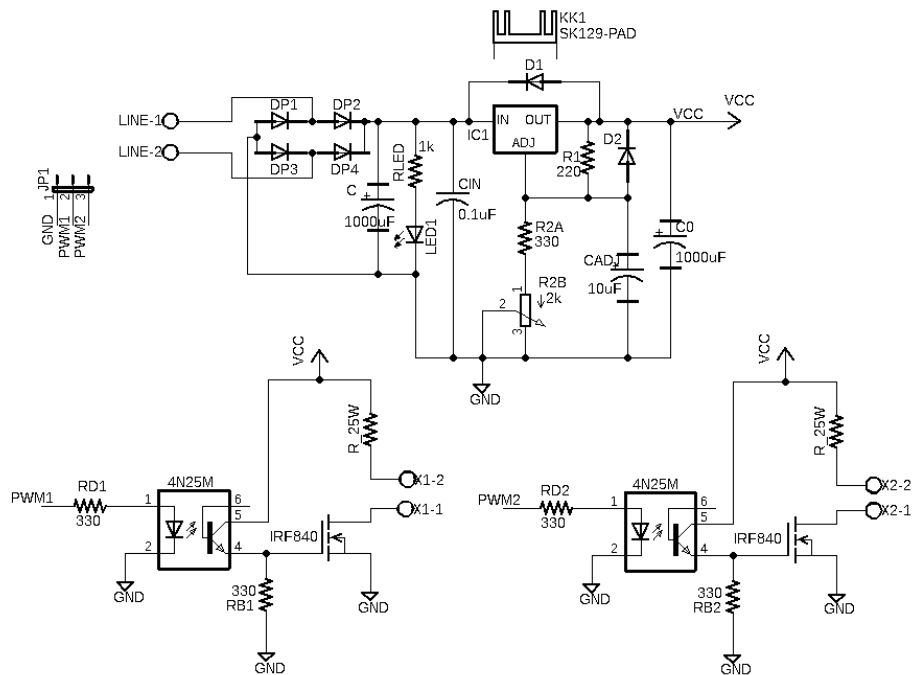 KK1
SK129-PAD
D1
VCC
LINE-1
DP1
DP2
IC1
IN
OUT
ADJ
VCC
LINE-2
DP3
DP4
RLED
1k
R1
220
D2
JP1
1
2
3
GND
PWM1
PWM2
C
+
1000uF
LED1
CIN
0.1uF
R2A
330
CADJ
+
10uF
C0
+
1000uF
1
2
3
R2B
2k
GND
VCC
R_25W
X1-2
X1-1
PWM1
RD1
330
4N25M
1
2
6
5
4
IRF840
330
RB1
GND
GND
GND
VCC
R_25W
X2-2
X2-1
PWM2
RD2
330
4N25M
1
2
6
5
4
IRF840
330
RB2
GND
GND
GND